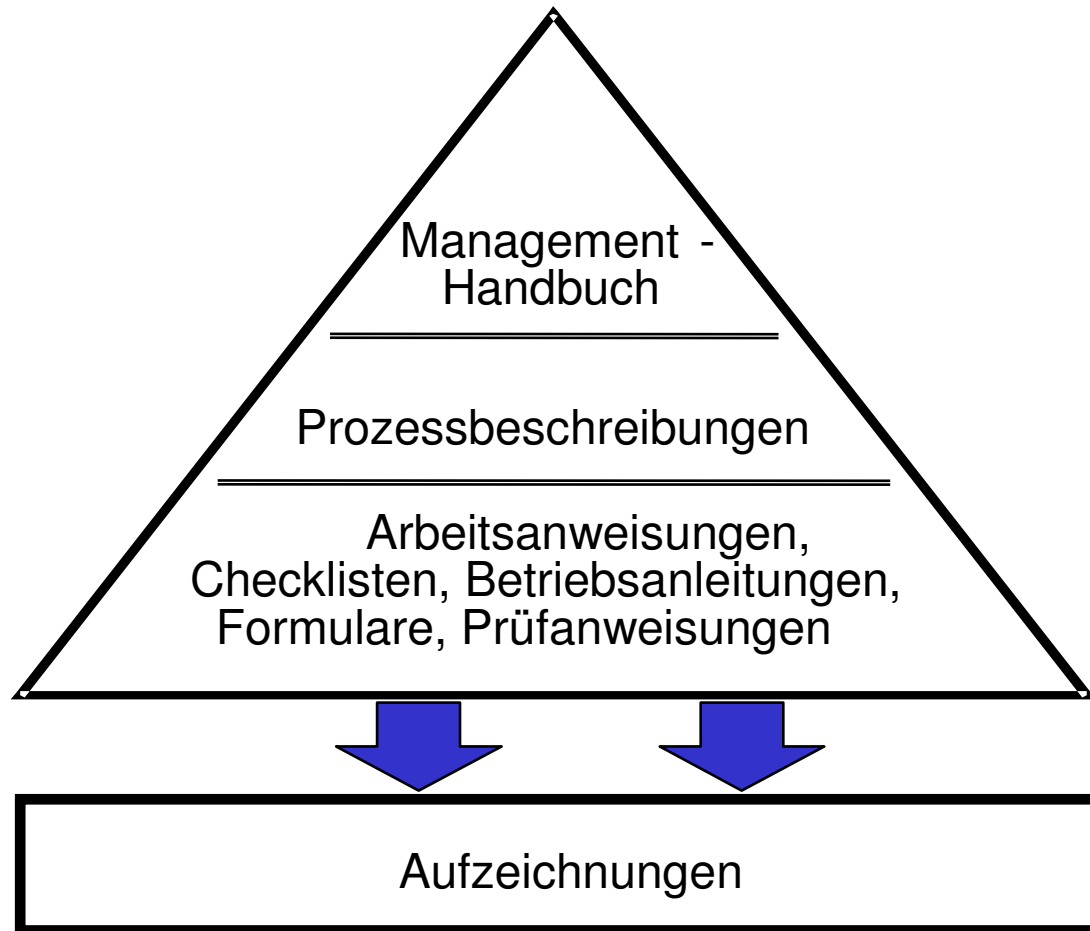 Management -
Handbuch
Prozessbeschreibungen
Arbeitsanweisungen,
Checklisten, Betriebsanleitungen,
Formulare, Prüfanweisungen
Aufzeichnungen